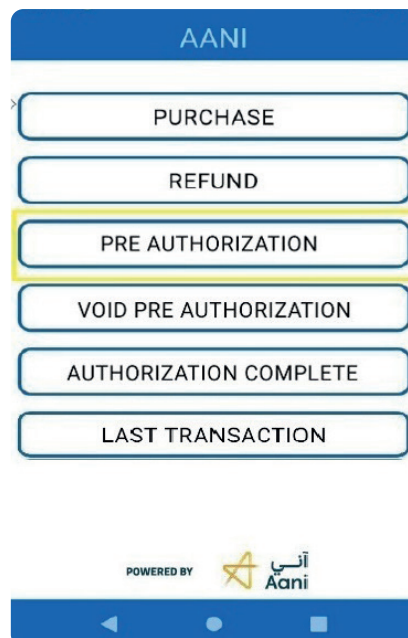 AANI
PURCHASE
REFUND
PRE AUTHORIZATION
VOID PRE AUTHORIZATION
AUTHORIZATION COMPLETE
LAST TRANSACTION
POWERED BY
آني
Aani